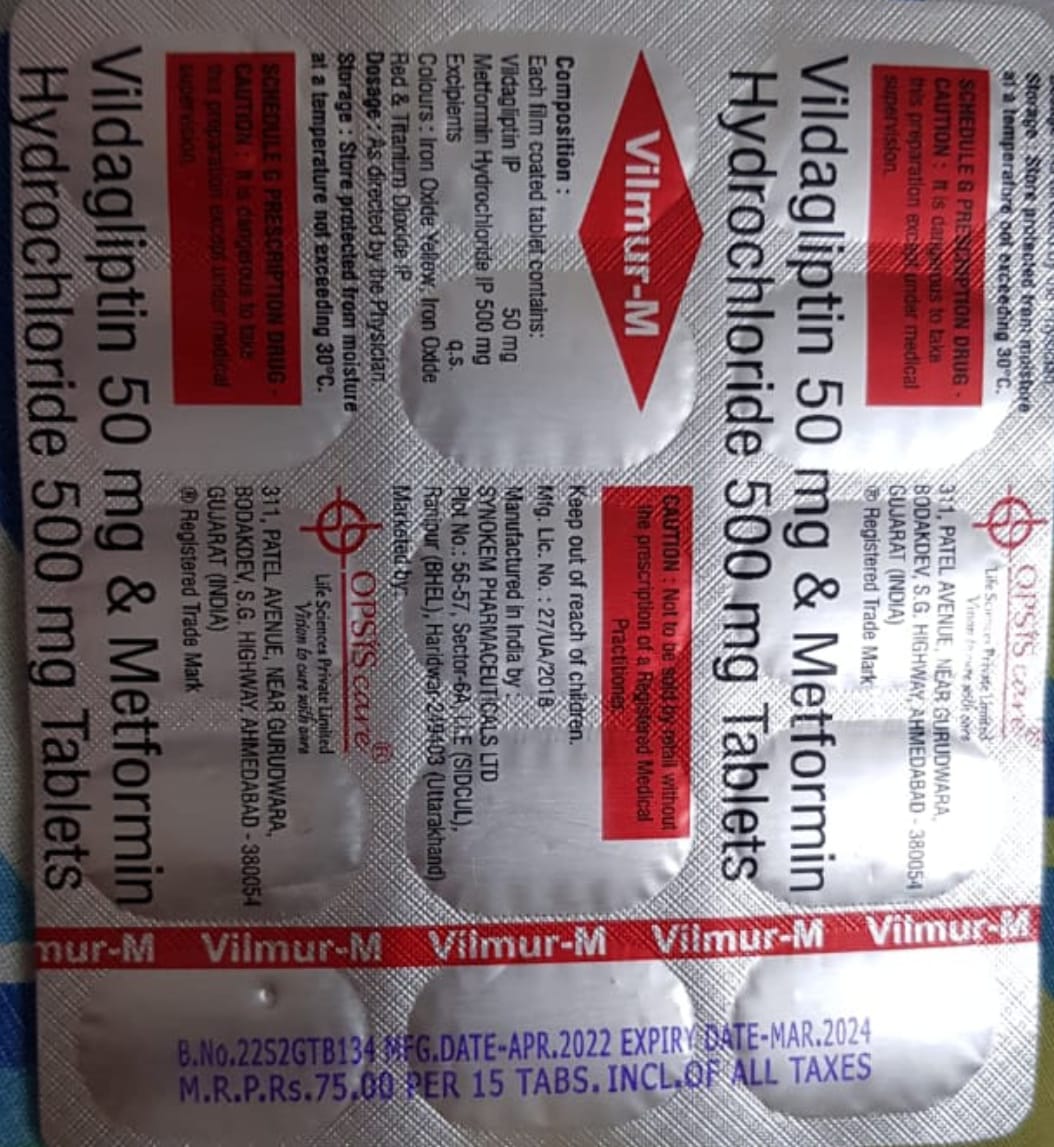 Storage : Store protected from moisture
at a temperature not exceeding 30°C.
SCHEDULE G PRESCRIPTION DRUG -
CAUTION : It is dangerous to take
this preparation except under medical
supervision.
OPSIS care®
Life Sciences Private Limited
Vision to cure with care
311, PATEL AVENUE, NEAR GURUDWARA,
BODAKDEV, S.G. HIGHWAY, AHMEDABAD - 380054
GUJARAT (INDIA)
® Registered Trade Mark
Vildagliptin 50 mg & Metformin
Hydrochloride 500 mg Tablets
Vilmur-M
Composition :
Each film coated tablet contains:
Vildagliptin IP 50 mg
Metformin Hydrochloride IP 500 mg
Excipients q.s.
Colours : Iron Oxide Yellow, Iron Oxide
Red & Titanium Dioxide IP
Dosage : As directed by the Physician.
Storage : Store protected from moisture
at a temperature not exceeding 30°C.
SCHEDULE G PRESCRIPTION DRUG -
CAUTION : It is dangerous to take
this preparation except under medical
supervision.
CAUTION : Not to be sold by retail without
the prescription of a Registered Medical
Practitioner.
Keep out of reach of children.
Mfg. Lic. No. : 27/UA/2018
Manufactured in India by :
SYNOKEM PHARMACEUTICALS LTD
Plot No.: 56-57, Sector-6A, I.I.E (SIDCUL),
Ranipur (BHEL), Haridwar-249403 (Uttarakhand)
Marketed by:
OPSIS care®
Life Sciences Private Limited
Vision to cure with care
311, PATEL AVENUE, NEAR GURUDWARA,
BODAKDEV, S.G. HIGHWAY, AHMEDABAD - 380054
GUJARAT (INDIA)
® Registered Trade Mark
Vildagliptin 50 mg & Metformin
Hydrochloride 500 mg Tablets
Vilmur-M
Vilmur-M
Vilmur-M
Vilmur-M
mur-M
B.No.22S2GTB134 MFG.DATE-APR.2022 EXPIRY DATE-MAR.2024
M.R.P.Rs.75.00 PER 15 TABS. INCL.OF ALL TAXES